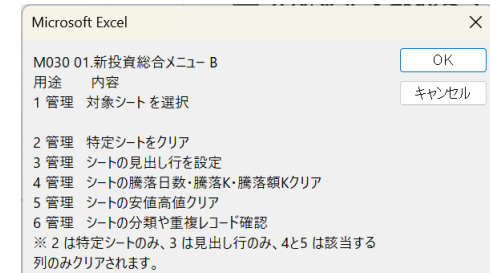 Microsoft Excel
M030 01.新投資総合メニュー B
OK
用途 内容
キャンセル
1 管理 対象シート を選択
2 管理 特定シートをクリア
3 管理 シートの見出し行を設定
4 管理 シートの騰落日数・騰落K・騰落額Kクリア
5 管理 シートの安値高値クリア
6 管理 シートの分類や重複レコード確認
※ 2 は特定シートのみ、3 は見出し行のみ、4と5 は該当する
列のみクリアされます。